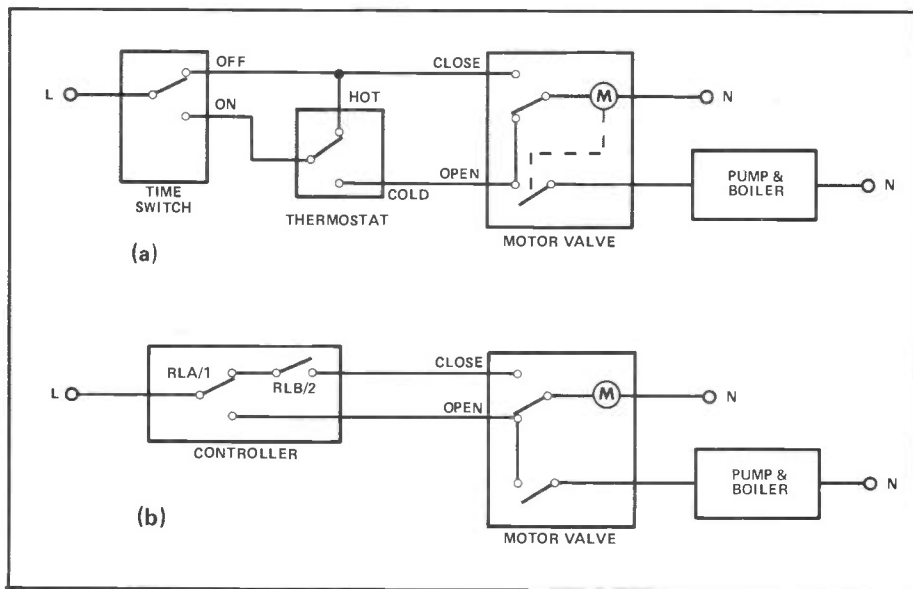 OFF
CLOSE
L
ON
HOT
M
N
OPEN
COLD
PUMP &
BOILER
N
TIME
SWITCH
THERMOSTAT
MOTOR VALVE
(a)
RLA/1
RLB/2
CLOSE
L
OPEN
M
N
CONTROLLER
PUMP &
BOILER
N
(b)
MOTOR VALVE